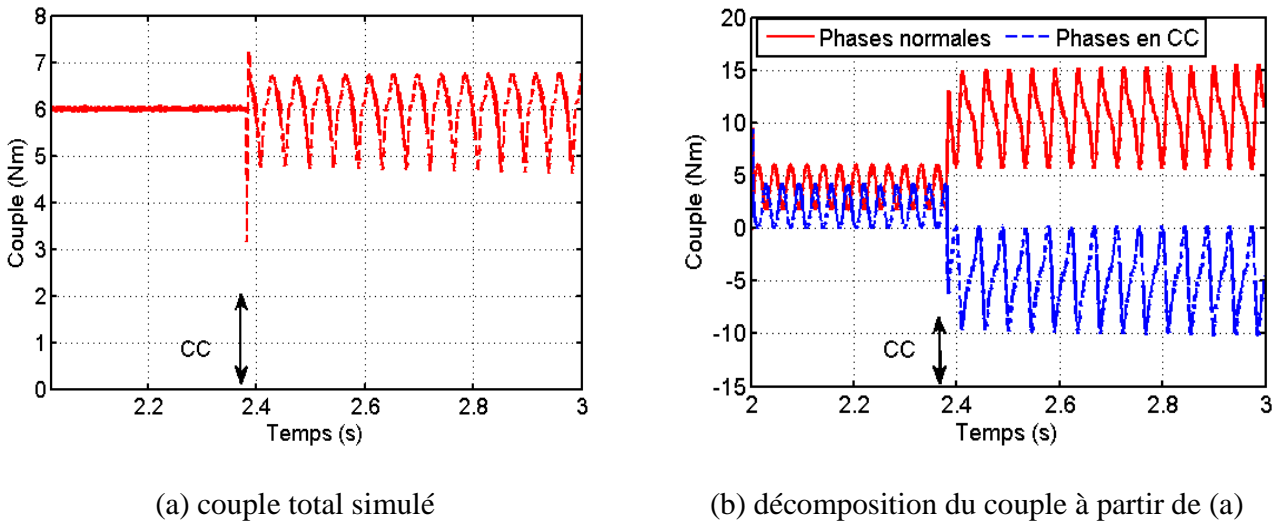 8
7
6
5
4
3
2
1
0
Couple (Nm)
CC
2.2
2.4
2.6
2.8
3
Temps (s)
20
15
10
5
0
-5
-10
-15
Couple (Nm)
Phases normales
Phases en CC
CC
2
2.2
2.4
2.6
2.8
3
Temps (s)
(a) couple total simulé
(b) décomposition du couple à partir de (a)